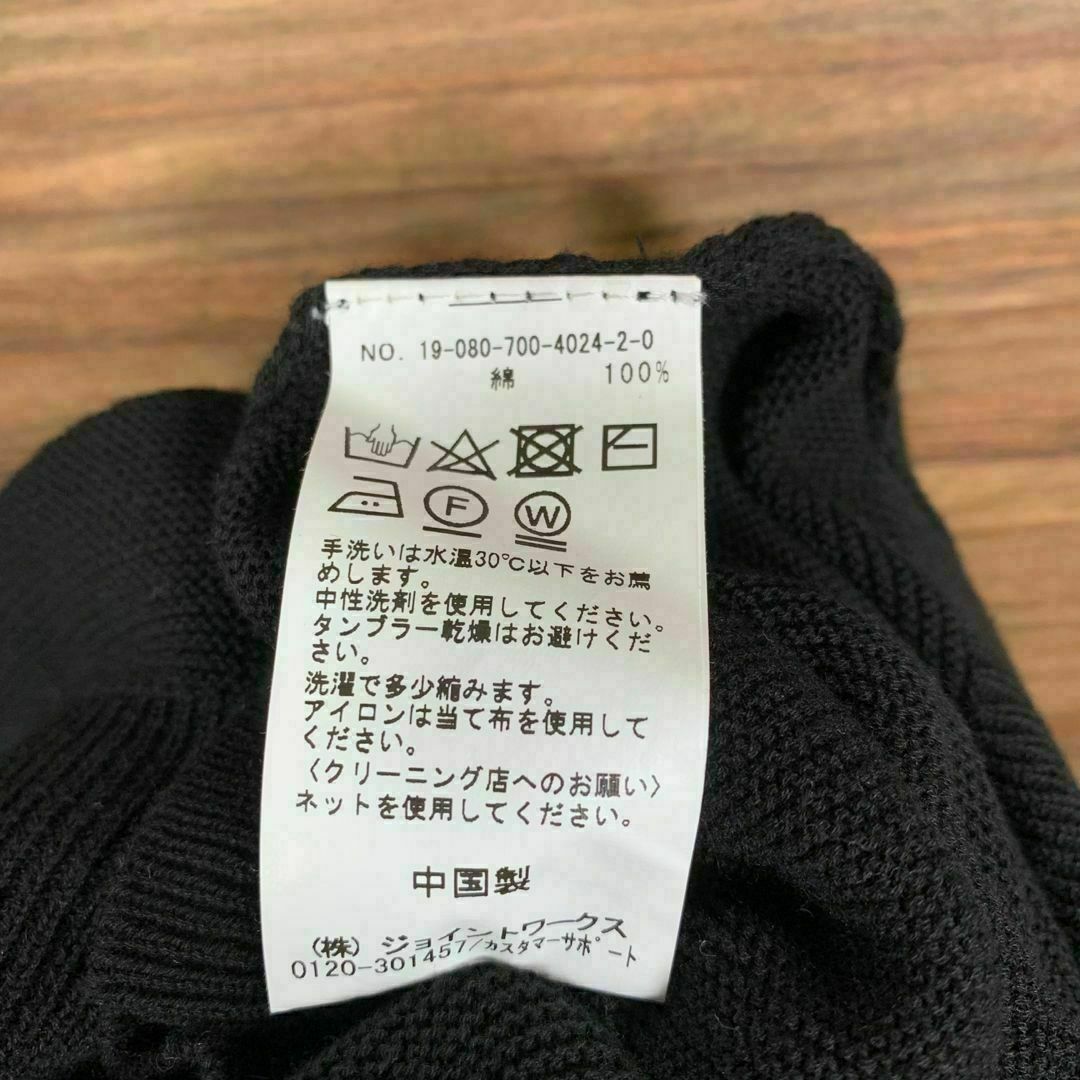 NO. 19-080-700-4024-2-0
綿 100%
F W
手洗いは水温30℃以下をお薦
めします。
中性洗剤を使用してください。
タンブラー乾燥はお避けくだ
さい。
洗濯で多少縮みます。
アイロンは当て布を使用して
ください。
〈クリーニング店へのお願い〉
ネットを使用してください。
中国製
(株) ジョイントワークス
0120-301457/カスタマーサポート